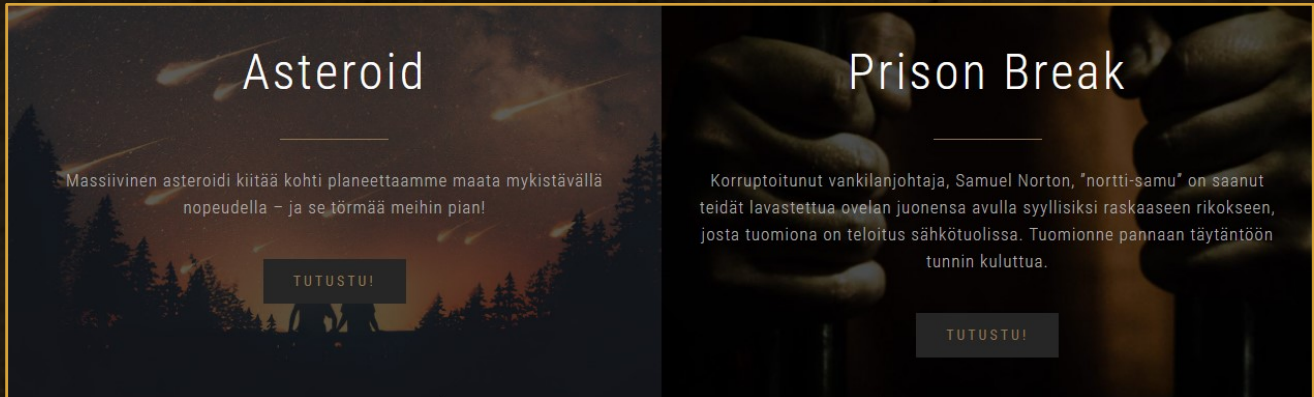 Asteroid
Massiivinen asteroidi kiitää kohti planeettaamme maata mykistävällä
nopeudella – ja se törmää meihin pian!
TUTUSTU!
Prison Break
Korruptoitunut vankilanjohtaja, Samuel Norton, ”nortti-samu” on saanut
teidät lavastettua ovelan juonensa avulla syyllisiksi raskaaseen rikokseen,
josta tuomiona on teloitus sähkötuolissa. Tuomionne pannaan täytäntöön
tunnin kuluttua.
TUTUSTU!